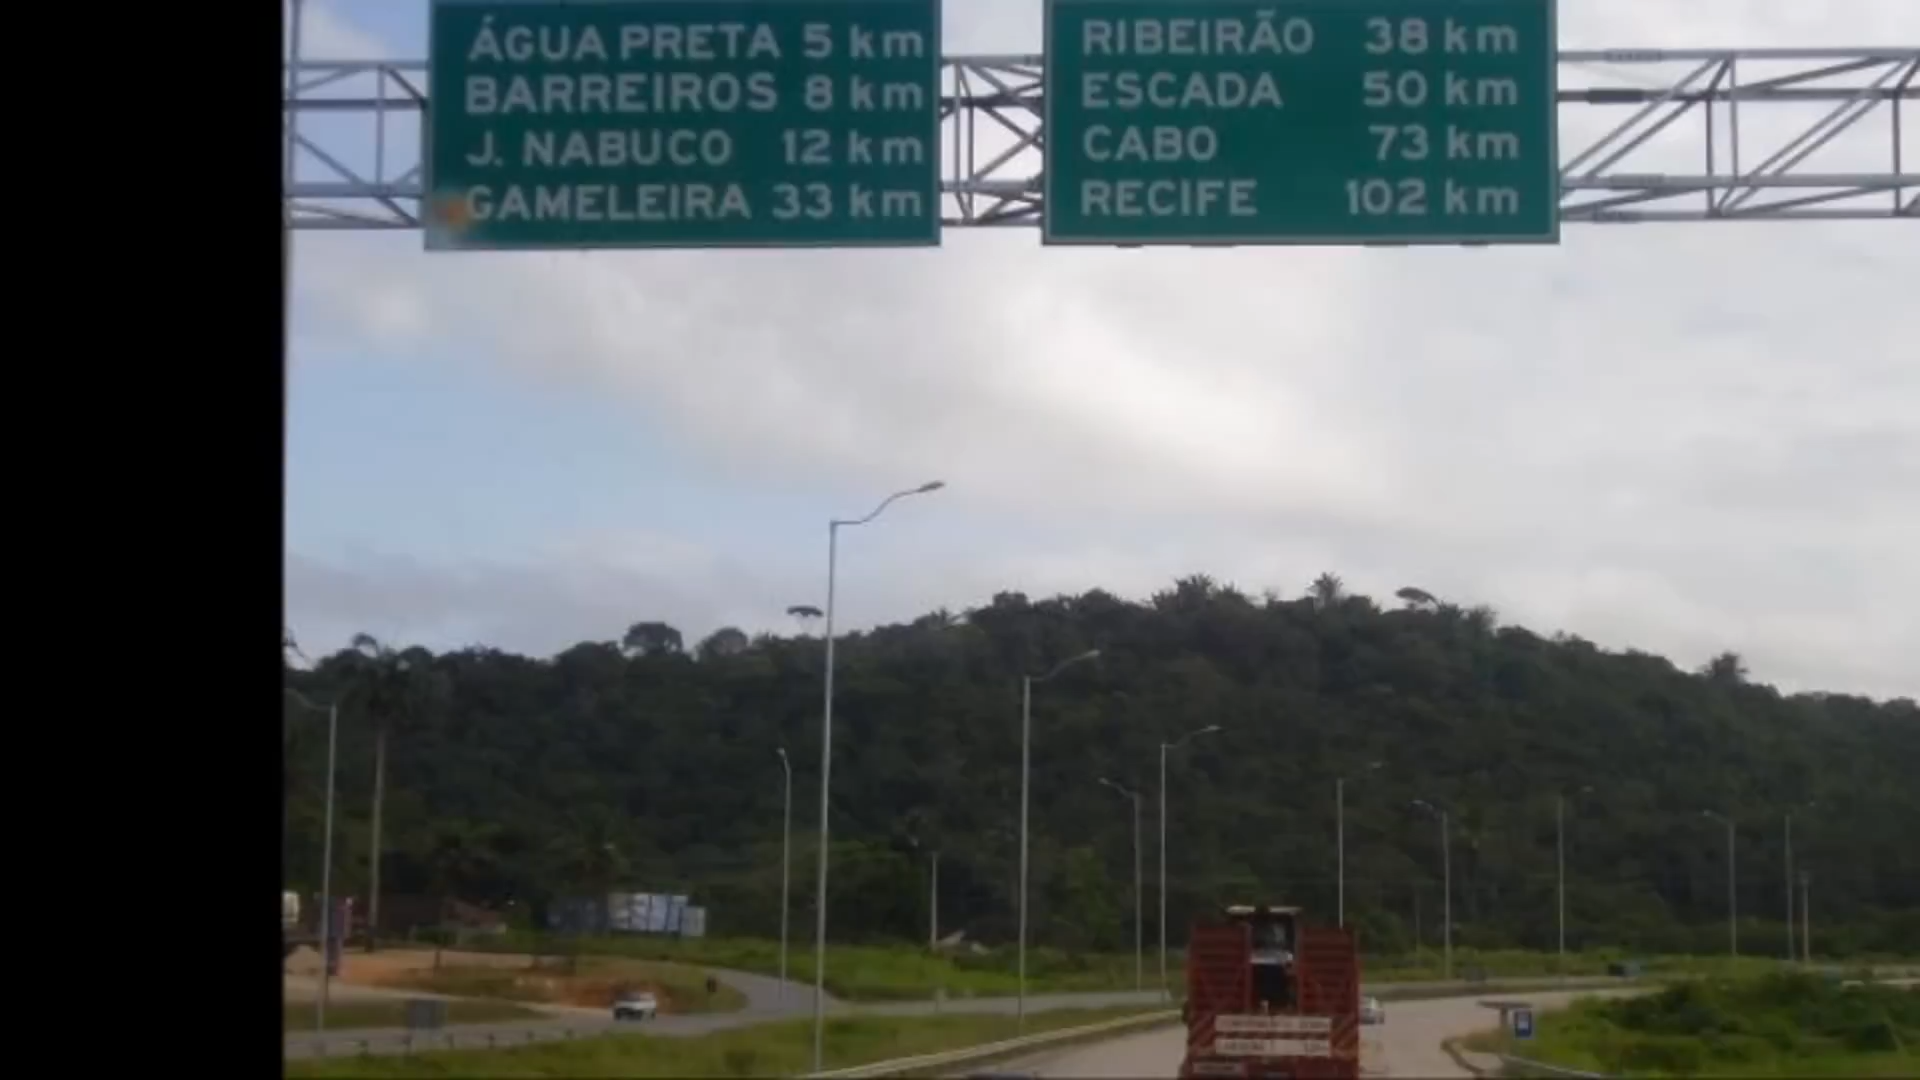 ÁGUA PRETA 5 km
BARREIROS 8 km
J. NABUCO 12 km
GAMELEIRA 33 km
RIBEIRÃO 38 km
ESCADA 50 km
CABO 73 km
RECIFE 102 km